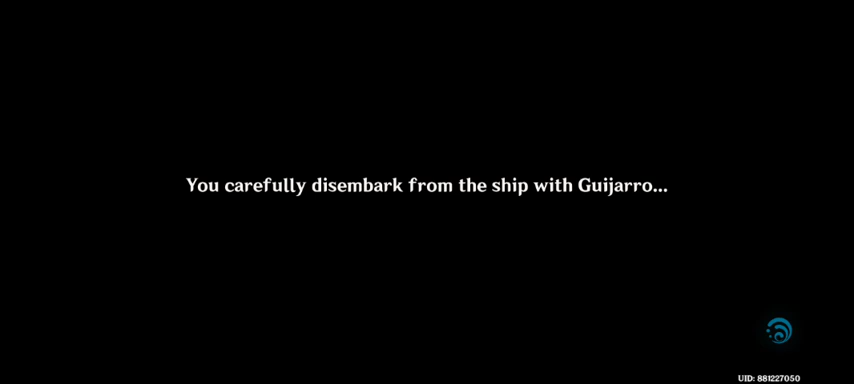 You carefully disembark from the ship with Guijarro...
UID: 881227050